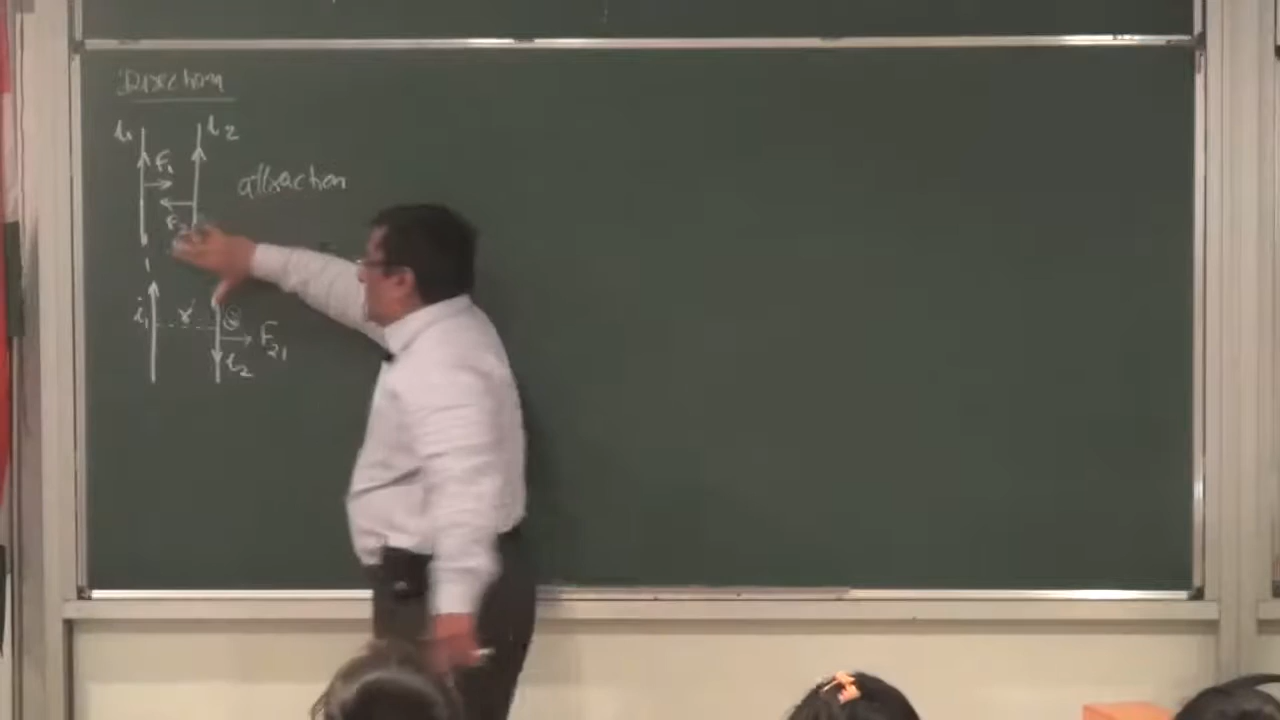 Direction
i₁ i₂
F₁
attraction
F₂
i₁ r ⊗ F₂₁
i₂